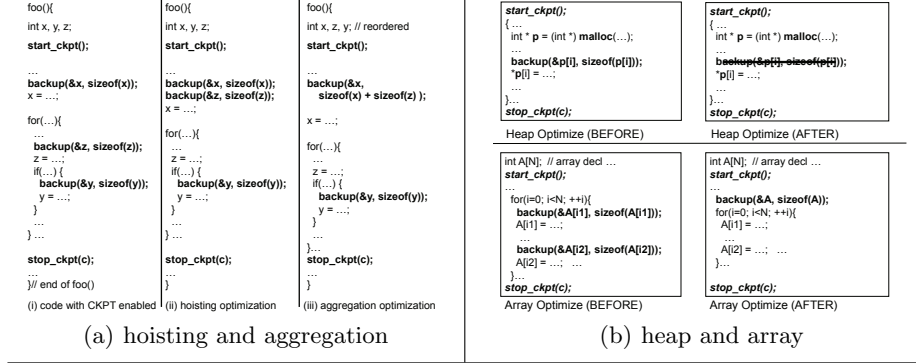 foo(){
int x, y, z;
start_ckpt();
…
backup(&x, sizeof(x));
x = …;
for(…){
…
backup(&z, sizeof(z));
z = …;
if(…) {
backup(&y, sizeof(y));
y = …;
}
…
} …
stop_ckpt(c);
…
}// end of foo()
(i) code with CKPT enabled
foo(){
int x, y, z;
start_ckpt();
…
backup(&x, sizeof(x));
backup(&z, sizeof(z));
x = …;
for(…){
…
z = …;
if(…) {
backup(&y, sizeof(y));
y = …;
}
…
} …
stop_ckpt(c);
…
}
(ii) hoisting optimization
foo(){
int x, z, y; // reordered
start_ckpt();
…
backup(&x,
sizeof(x) + sizeof(z) );
x = …;
for(…){
…
z = …;
if(…) {
backup(&y, sizeof(y));
y = …;
}
…
}…
stop_ckpt(c);
…
}
(iii) aggregation optimization
(a) hoisting and aggregation
start_ckpt();
{ …
int * p = (int *) malloc(…);
…
backup(&p[i], sizeof(p[i]));
*p[i] = …;
…
}…
stop_ckpt(c);
Heap Optimize (BEFORE)
start_ckpt();
{ …
int * p = (int *) malloc(…);
…
backup(&p[i], sizeof(p[i]));
*p[i] = …;
…
}…
stop_ckpt(c);
Heap Optimize (AFTER)
int A[N]; // array decl …
start_ckpt();
…
for(i=0; i<N; ++i){
backup(&A[i1], sizeof(A[i1]));
A[i1] = …;
…
backup(&A[i2], sizeof(A[i2]));
A[i2] = …; …
}…
stop_ckpt(c);
Array Optimize (BEFORE)
int A[N]; // array decl …
start_ckpt();
…
backup(&A, sizeof(A));
for(i=0; i<N; ++i){
A[i1] = …;
…
A[i2] = …; …
}…
stop_ckpt(c);
Array Optimize (AFTER)
(b) heap and array